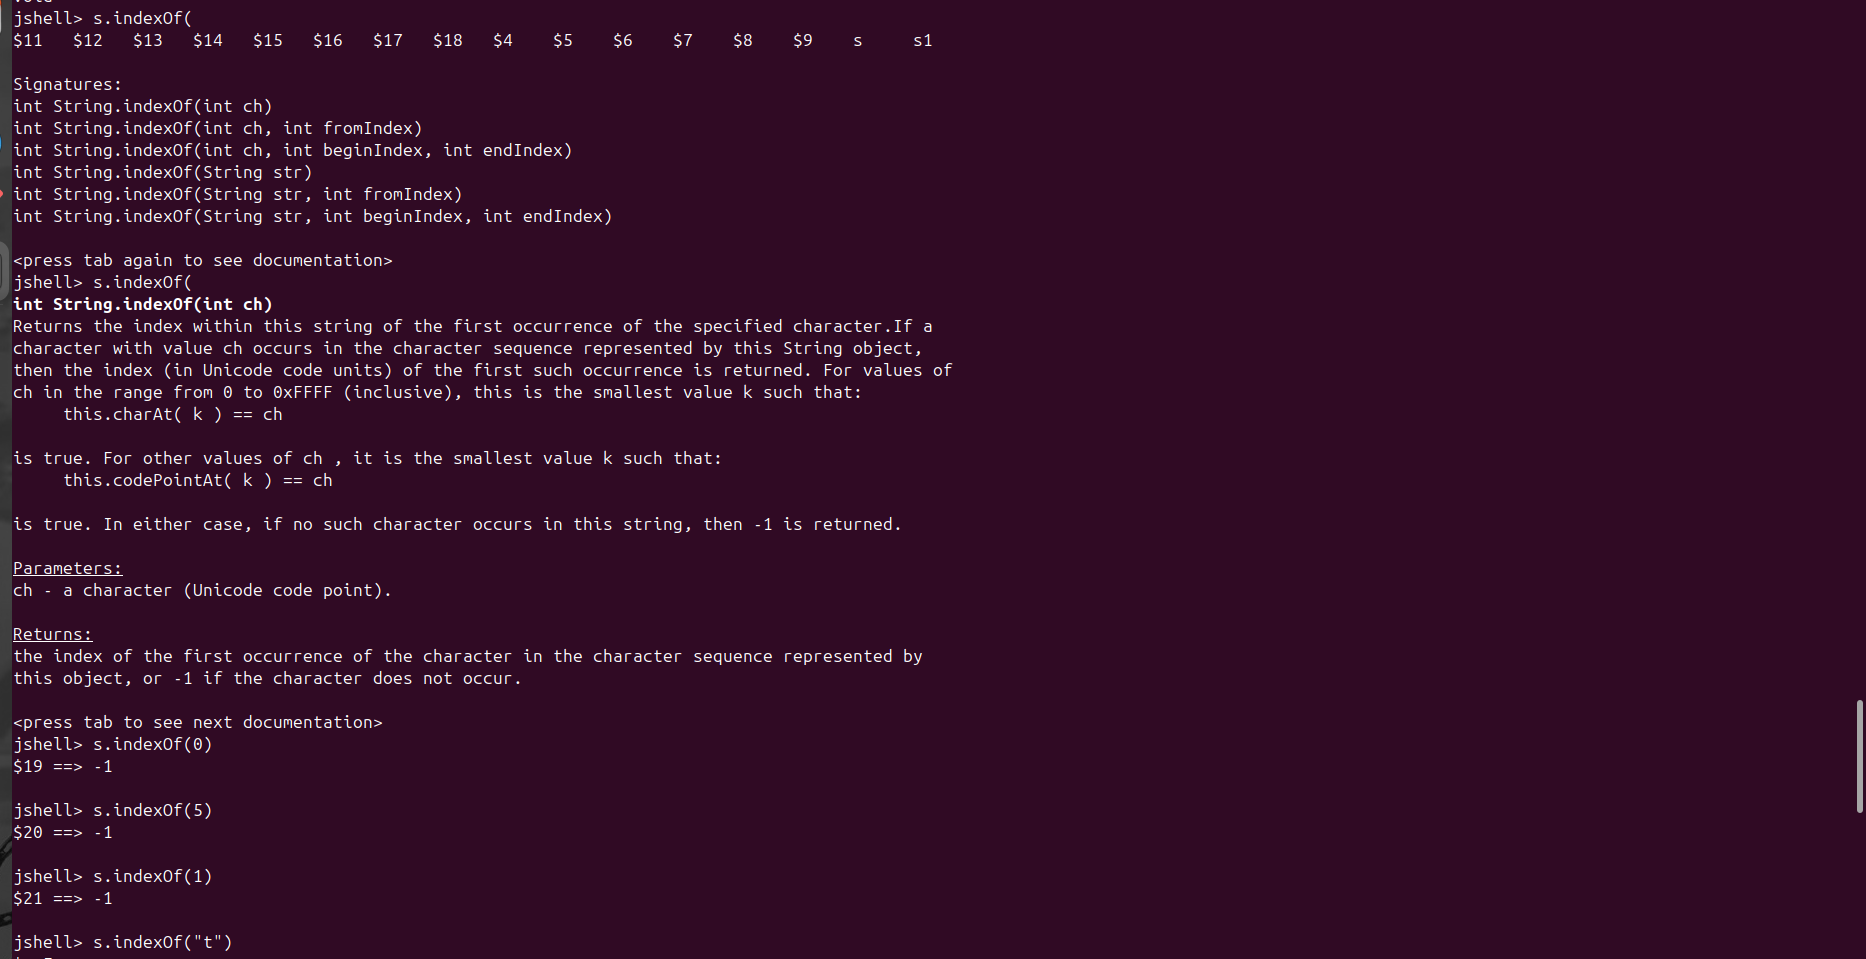 jshell> s.indexOf(
$11   $12   $13   $14   $15   $16   $17   $18   $4    $5    $6    $7    $8    $9    s     s1
Signatures:
int String.indexOf(int ch)
int String.indexOf(int ch, int fromIndex)
int String.indexOf(int ch, int beginIndex, int endIndex)
int String.indexOf(String str)
int String.indexOf(String str, int fromIndex)
int String.indexOf(String str, int beginIndex, int endIndex)
<press tab again to see documentation>
jshell> s.indexOf(
int String.indexOf(int ch)
Returns the index within this string of the first occurrence of the specified character.If a
character with value ch occurs in the character sequence represented by this String object,
then the index (in Unicode code units) of the first such occurrence is returned. For values of
ch in the range from 0 to 0xFFFF (inclusive), this is the smallest value k such that:
this.charAt( k ) == ch
is true. For other values of ch , it is the smallest value k such that:
this.codePointAt( k ) == ch
is true. In either case, if no such character occurs in this string, then -1 is returned.
Parameters:
ch - a character (Unicode code point).
Returns:
the index of the first occurrence of the character in the character sequence represented by
this object, or -1 if the character does not occur.
<press tab to see next documentation>
jshell> s.indexOf(0)
$19 ==> -1
jshell> s.indexOf(5)
$20 ==> -1
jshell> s.indexOf(1)
$21 ==> -1
jshell> s.indexOf("t")